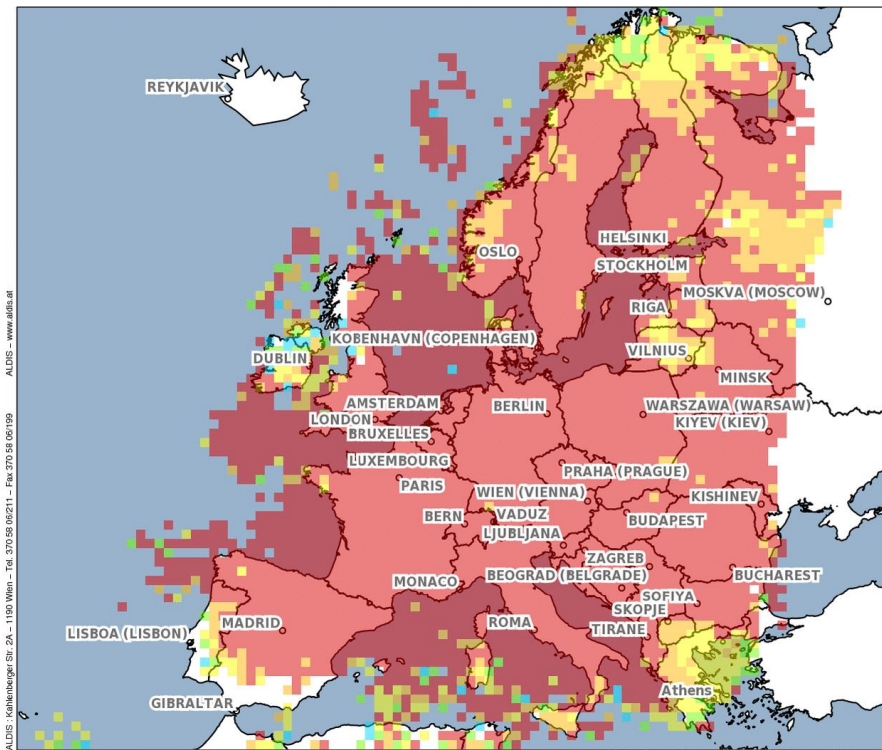 REYKJAVIK
OSLO
HELSINKI
STOCKHOLM
MOSKVA (MOSCOW)
RIGA
KOBENHAVN (COPENHAGEN)
DUBLIN
VILNIUS
MINSK
AMSTERDAM
BERLIN
WARSZAWA (WARSAW)
LONDON
KIYEV (KIEV)
BRUXELLES
LUXEMBOURG
PRAHA (PRAGUE)
PARIS
WIEN (VIENNA)
KISHINEV
BERN
VADUZ
BUDAPEST
LJUBLJANA
ZAGREB
MONACO
BEOGRAD (BELGRADE)
BUCHAREST
SOFIYA
SKOPJE
LISBOA (LISBON)
MADRID
ROMA
TIRANE
Athens
GIBRALTAR
ALDIS : Kahlenberger Str. 2A – 1190 Wien – Tel. 370 58 06/211 – Fax 370 58 06/199 ALDIS – www.aldis.at